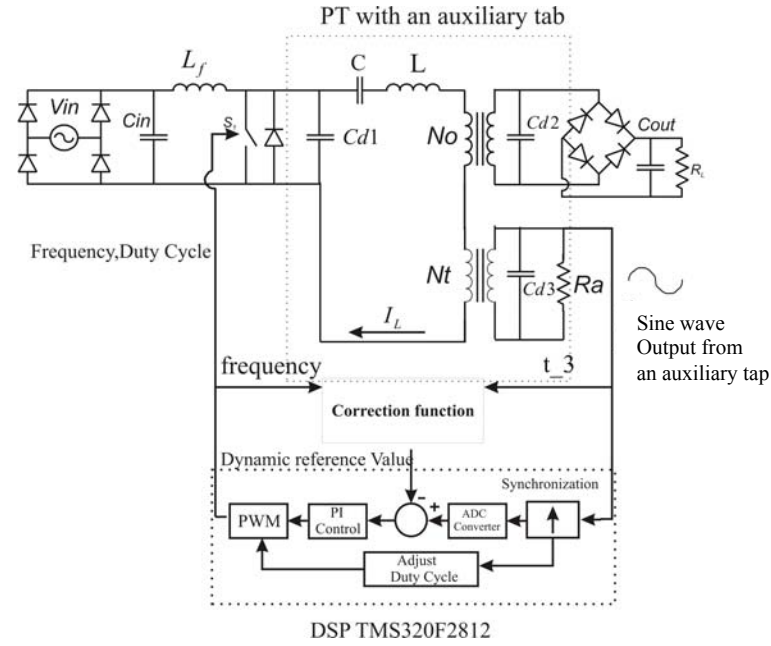 PT with an auxiliary tab
L_f
C
L
Vin
Cin
S₁
Cd1
No
Cd2
Cout
R_L
Frequency,Duty Cycle
Nt
Cd3
Ra
I_L
Sine wave
Output from
an auxiliary tap
frequency
t_3
Correction function
Dynamic reference Value
Synchronization
-
+
PWM
PI
Control
ADC
Converter
Adjust
Duty Cycle
DSP TMS320F2812